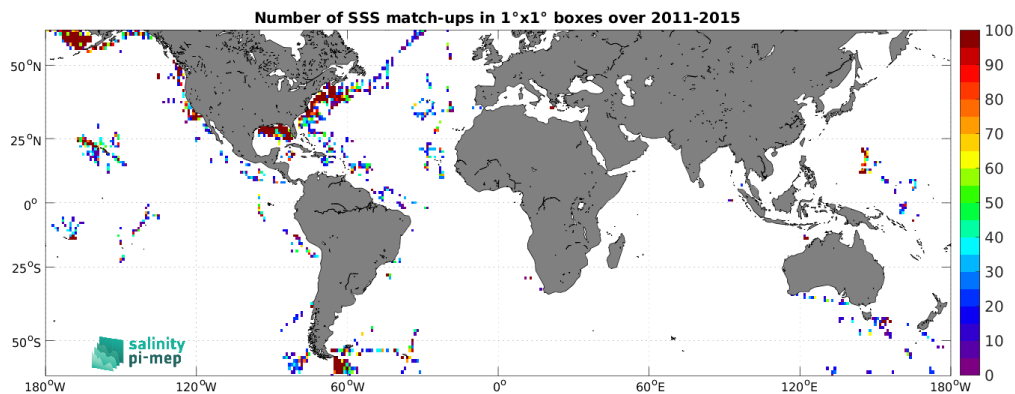 Number of SSS match-ups in 1°x1° boxes over 2011-2015
50°N
25°N
0°
25°S
50°S
180°W
120°W
60°W
0°
60°E
120°E
180°W
100
90
80
70
60
50
40
30
20
10
0
salinity
pi-mep